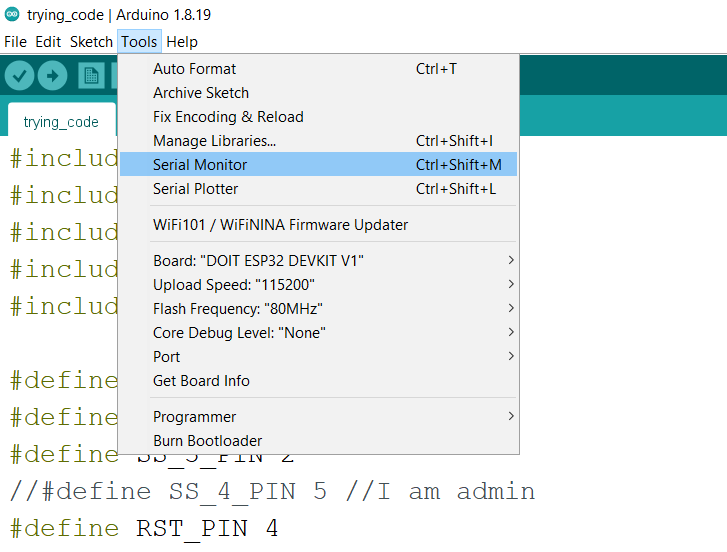 trying_code | Arduino 1.8.19
File Edit Sketch Tools Help
Auto Format Ctrl+T
Archive Sketch
Fix Encoding & Reload
Manage Libraries... Ctrl+Shift+I
Serial Monitor Ctrl+Shift+M
Serial Plotter Ctrl+Shift+L
WiFi101 / WiFiNINA Firmware Updater
Board: "DOIT ESP32 DEVKIT V1"
Upload Speed: "115200"
Flash Frequency: "80MHz"
Core Debug Level: "None"
Port
Get Board Info
Programmer
Burn Bootloader
trying_code
#includ
#includ
#includ
#includ
#includ
#define
#define
#define SS_3_PIN 2
//#define SS_4_PIN 5 //I am admin
#define RST_PIN 4